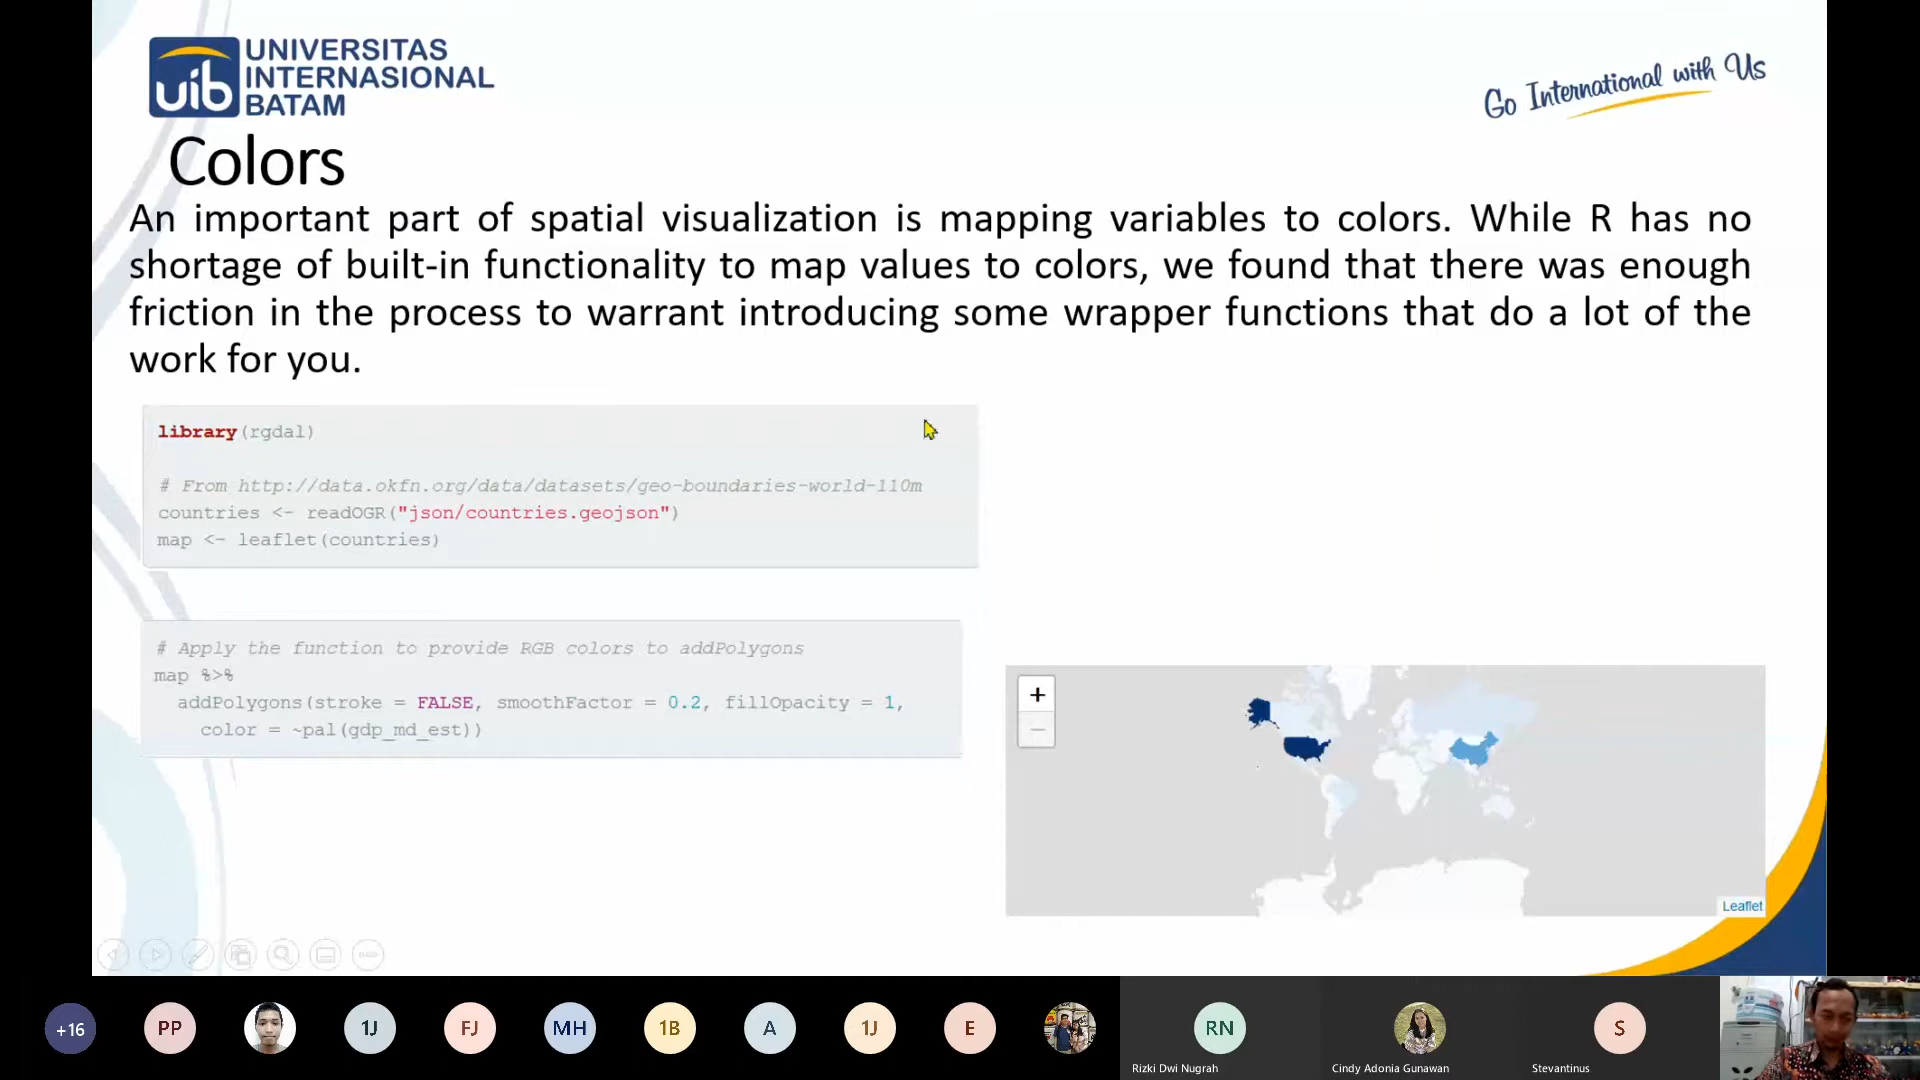 uib
UNIVERSITAS
INTERNASIONAL
BATAM
Go International with Us
Colors
An important part of spatial visualization is mapping variables to colors. While R has no
shortage of built-in functionality to map values to colors, we found that there was enough
friction in the process to warrant introducing some wrapper functions that do a lot of the
work for you.
library(rgdal)
# From http://data.okfn.org/data/datasets/geo-boundaries-world-110m
countries <- readOGR("json/countries.geojson")
map <- leaflet(countries)
# Apply the function to provide RGB colors to addPolygons
map %>%
addPolygons(stroke = FALSE, smoothFactor = 0.2, fillOpacity = 1,
color = ~pal(gdp_md_est))
+
−
Leaflet
+16
PP
1J
FJ
MH
1B
A
1J
E
RN
S
Rizki Dwi Nugrah
Cindy Adonia Gunawan
Stevantinus